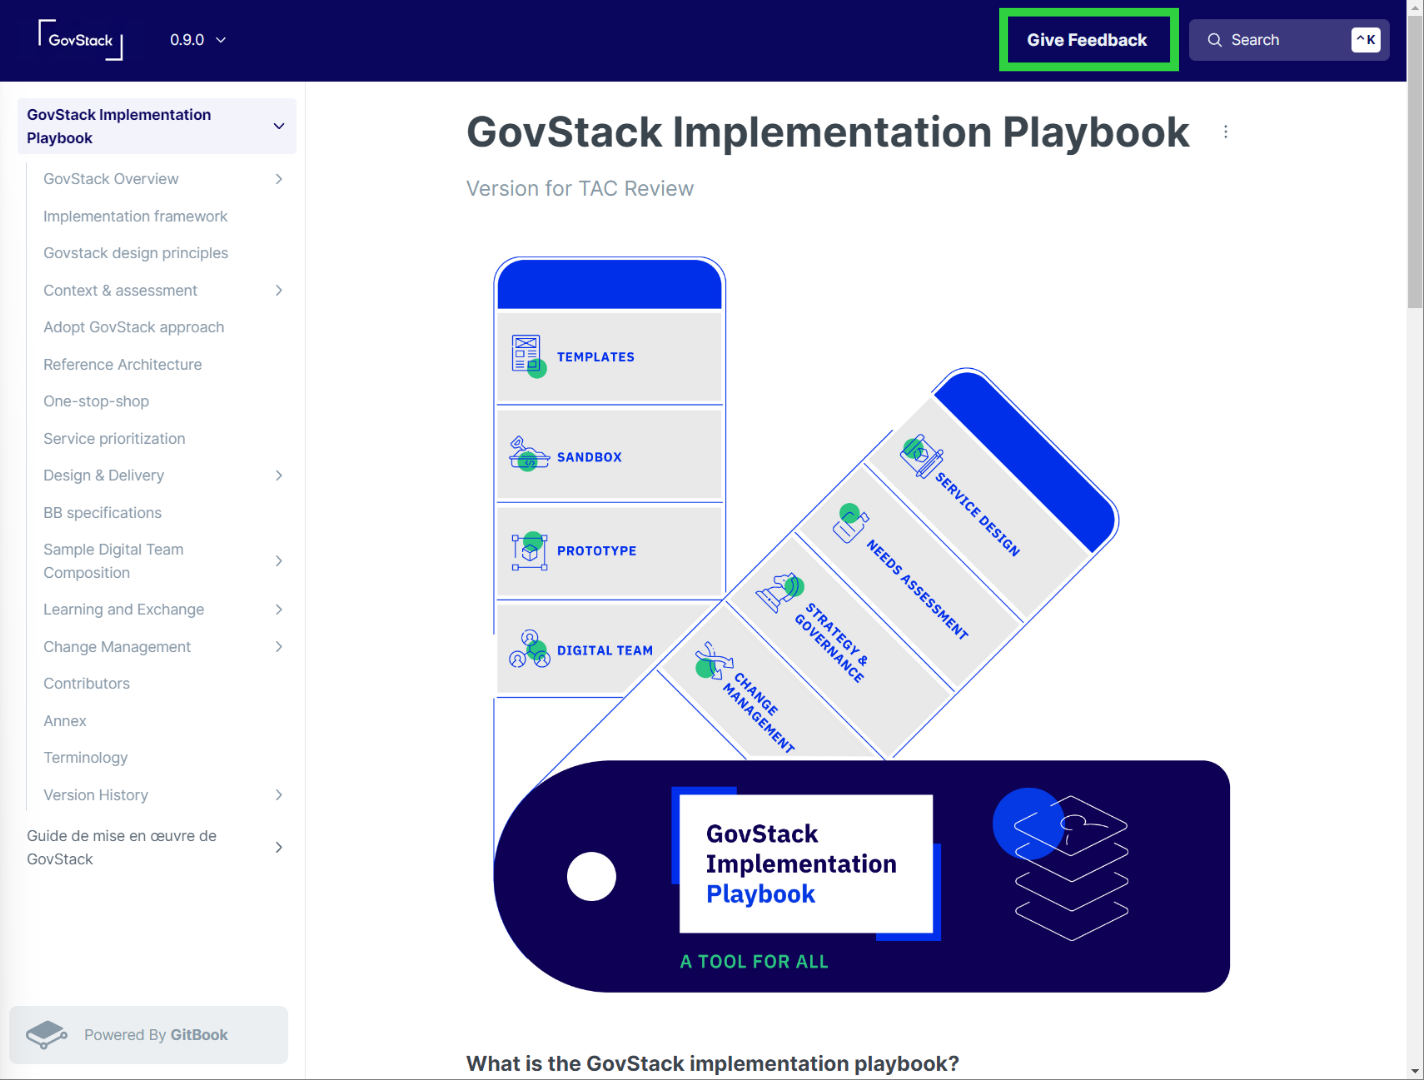 GovStack
0.9.0
Give Feedback
Search
^K
GovStack Implementation
Playbook
GovStack Overview
Implementation framework
Govstack design principles
Context & assessment
Adopt GovStack approach
Reference Architecture
One-stop-shop
Service prioritization
Design & Delivery
BB specifications
Sample Digital Team
Composition
Learning and Exchange
Change Management
Contributors
Annex
Terminology
Version History
Guide de mise en œuvre de
GovStack
Powered By GitBook
GovStack Implementation Playbook
Version for TAC Review
TEMPLATES
SANDBOX
PROTOTYPE
DIGITAL TEAM
SERVICE DESIGN
NEEDS ASSESSMENT
STRATEGY &
GOVERNANCE
CHANGE
MANAGEMENT
GovStack
Implementation
Playbook
A TOOL FOR ALL
What is the GovStack implementation playbook?